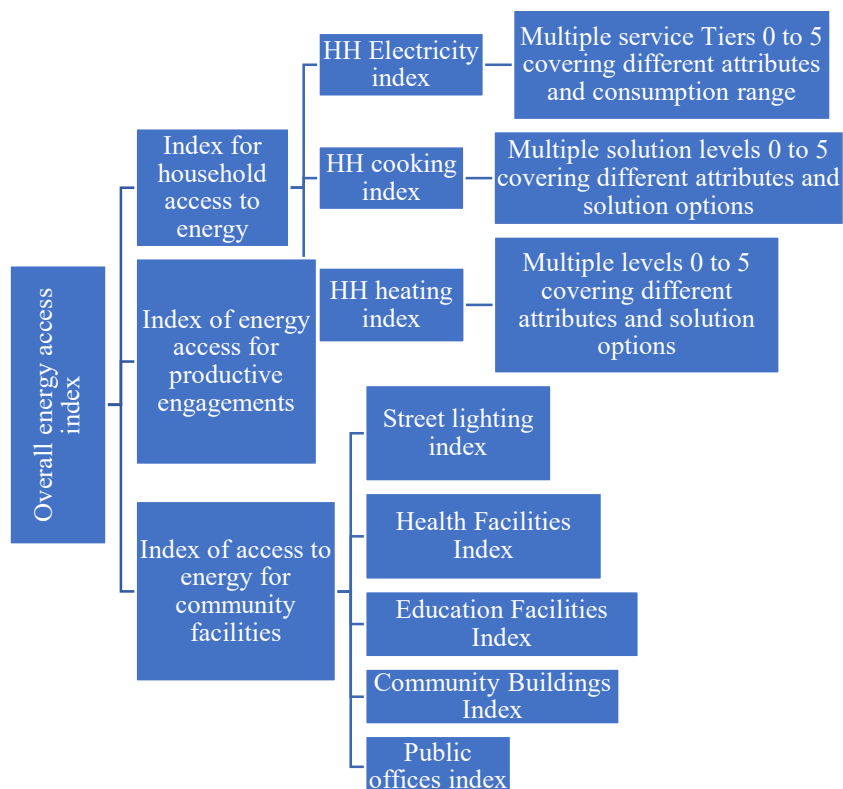 Overall energy access
index
Index for
household
access to
energy
HH Electricity
index
Multiple service Tiers 0 to 5
covering different attributes
and consumption range
HH cooking
index
Multiple solution levels 0 to 5
covering different attributes and
solution options
HH heating
index
Multiple levels 0 to 5
covering different
attributes and solution
options
Index of energy
access for
productive
engagements
Index of access to
energy for
community
facilities
Street lighting
index
Health Facilities
Index
Education Facilities
Index
Community Buildings
Index
Public
offices index